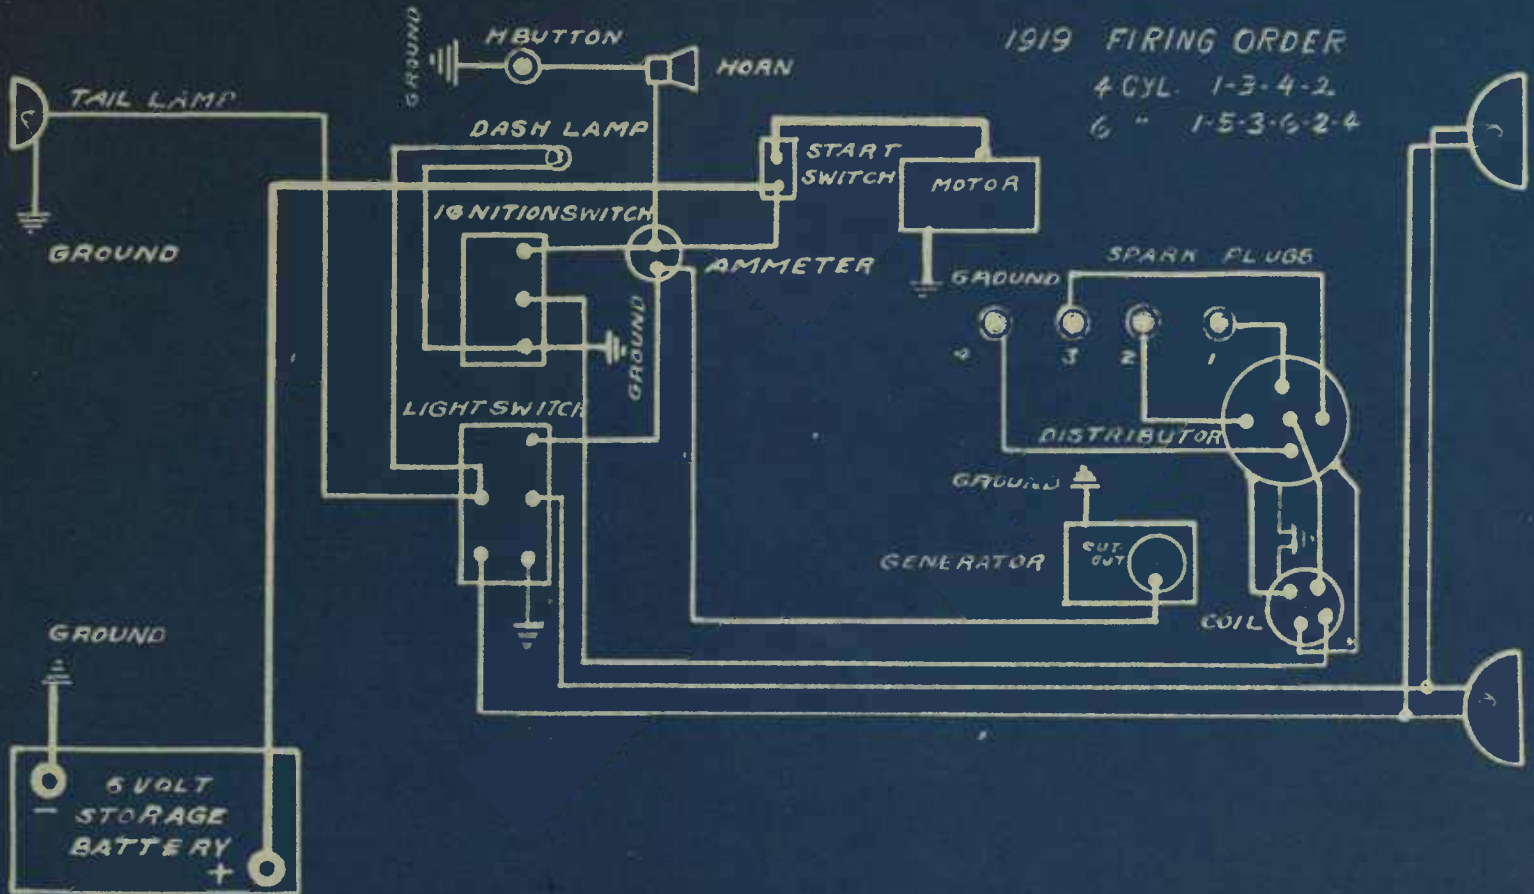 1919 FIRING ORDER
4 CYL. 1-3-4-2
6 " 1-5-3-6-2-4
GROUND
H BUTTON
HORN
TAIL LAMP
DASH LAMP
START
SWITCH
MOTOR
IGNITION SWITCH
GROUND
AMMETER
GROUND
SPARK PLUGS
GROUND
4
3
2
1
LIGHT SWITCH
DISTRIBUTOR
GROUND
GENERATOR
CUT
OUT
COIL
GROUND
6 VOLT
- STORAGE
BATTERY
+